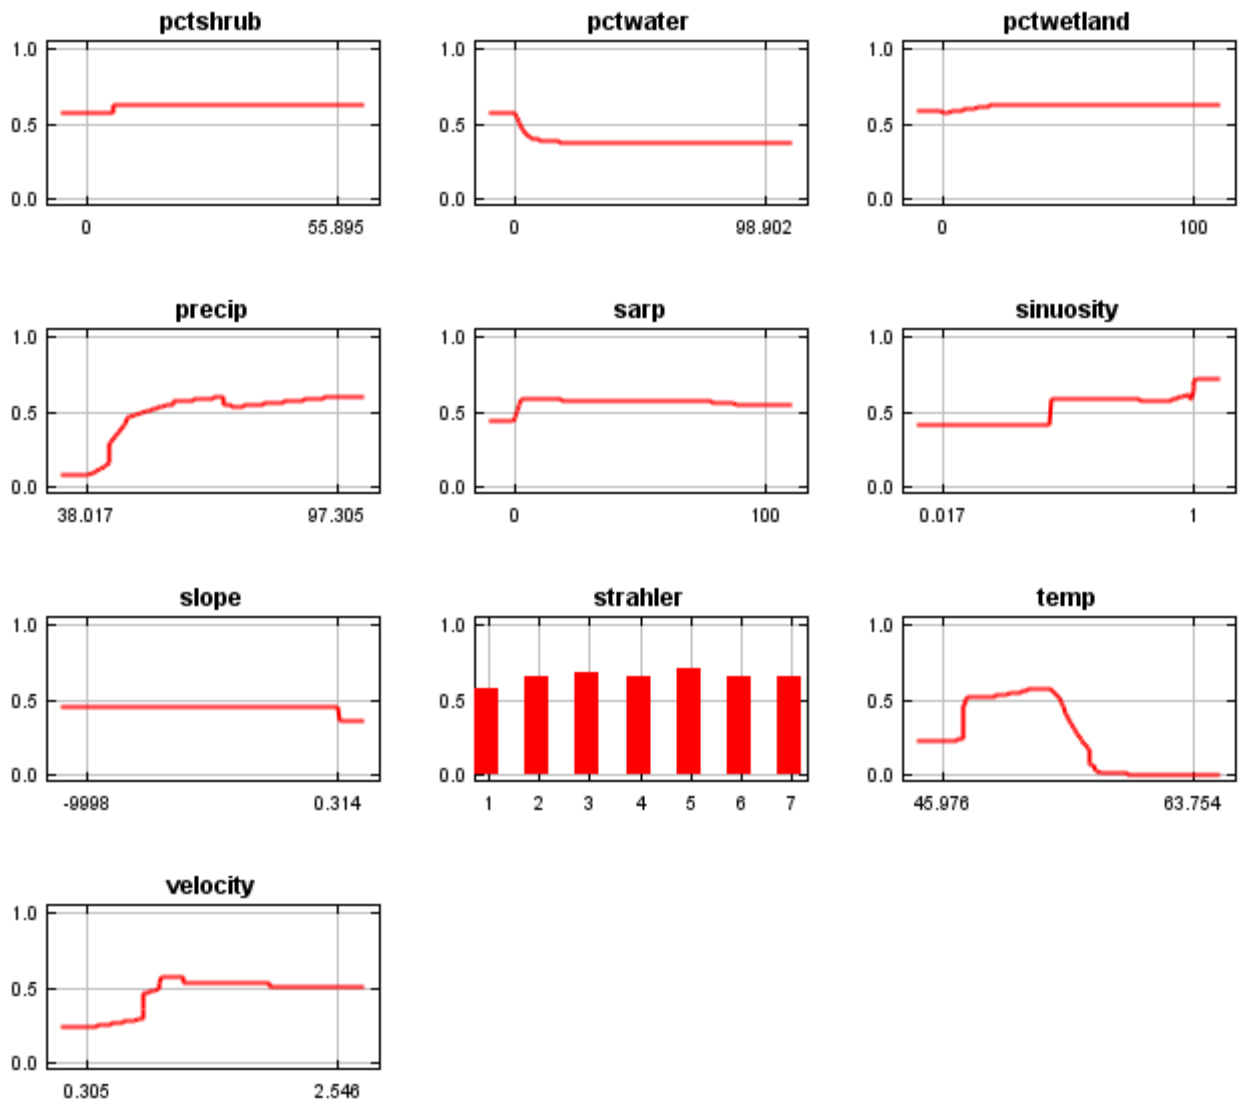 pctshrub pctwater pctwetland
1.0 1.0 1.0
0.5 0.5 0.5
0.0 0.0 0.0
0 55.895 0 98.902 0 100
precip sarp sinuosity
1.0 1.0 1.0
0.5 0.5 0.5
0.0 0.0 0.0
38.017 97.305 0 100 0.017 1
slope strahler temp
1.0 1.0 1.0
0.5 0.5 0.5
0.0 0.0 0.0
-9998 0.314 1 2 3 4 5 6 7 45.976 63.754
velocity
1.0
0.5
0.0
0.305 2.546